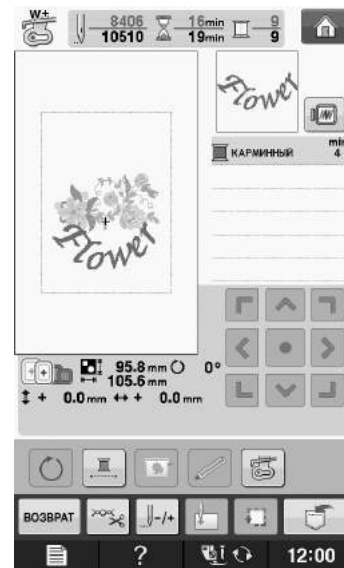 W+
8406 16min 9
10510 19min 9
Flower
КАРМИННЫЙ min 4
Flower
95.8 mm 0°
105.6 mm
+ 0.0 mm + 0.0 mm
ВОЗВРАТ -/+
? 12:00